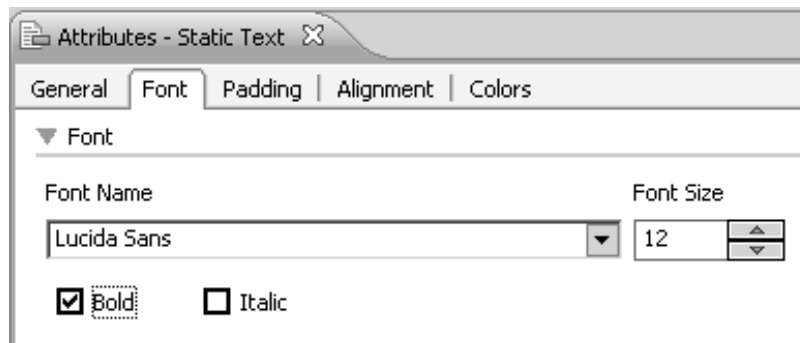 Attributes - Static Text
General Font Padding Alignment Colors
Font
Font Name Font Size
Lucida Sans 12
Bold Italic